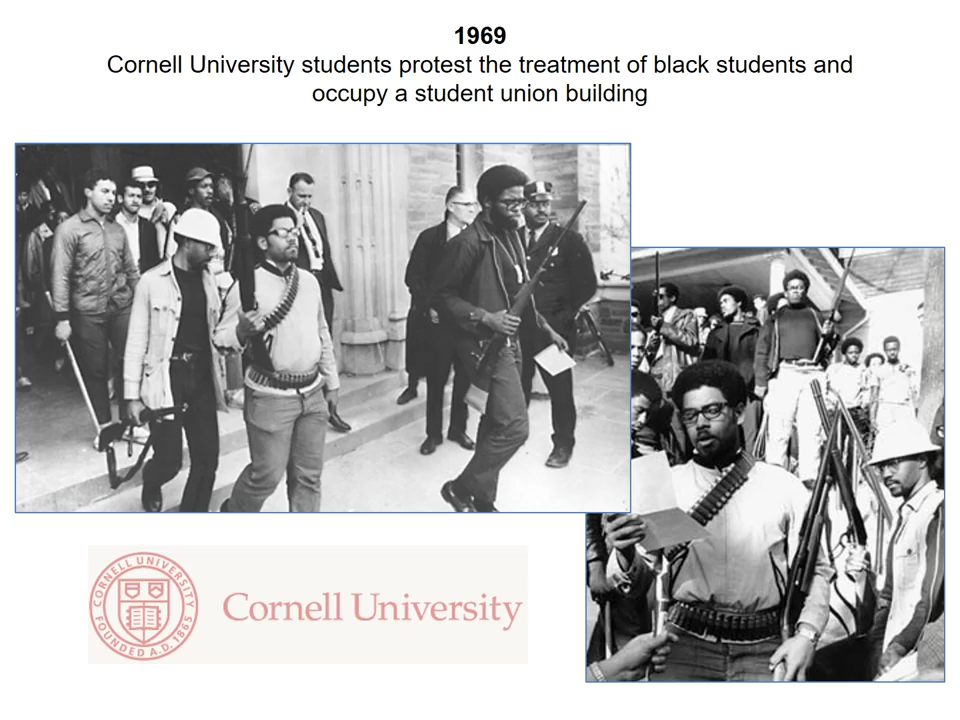 1969
Cornell University students protest the treatment of black students and
occupy a student union building
CORNELL UNIVERSITY
FOUNDED A.D. 1865
Cornell University